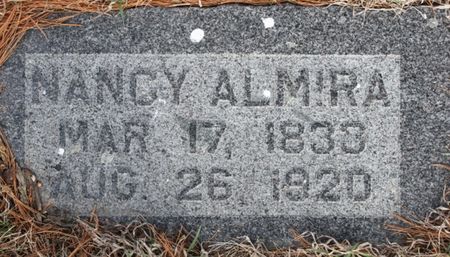 NANCY ALMIRA
MAR. 17, 1833
AUG. 26, 1920